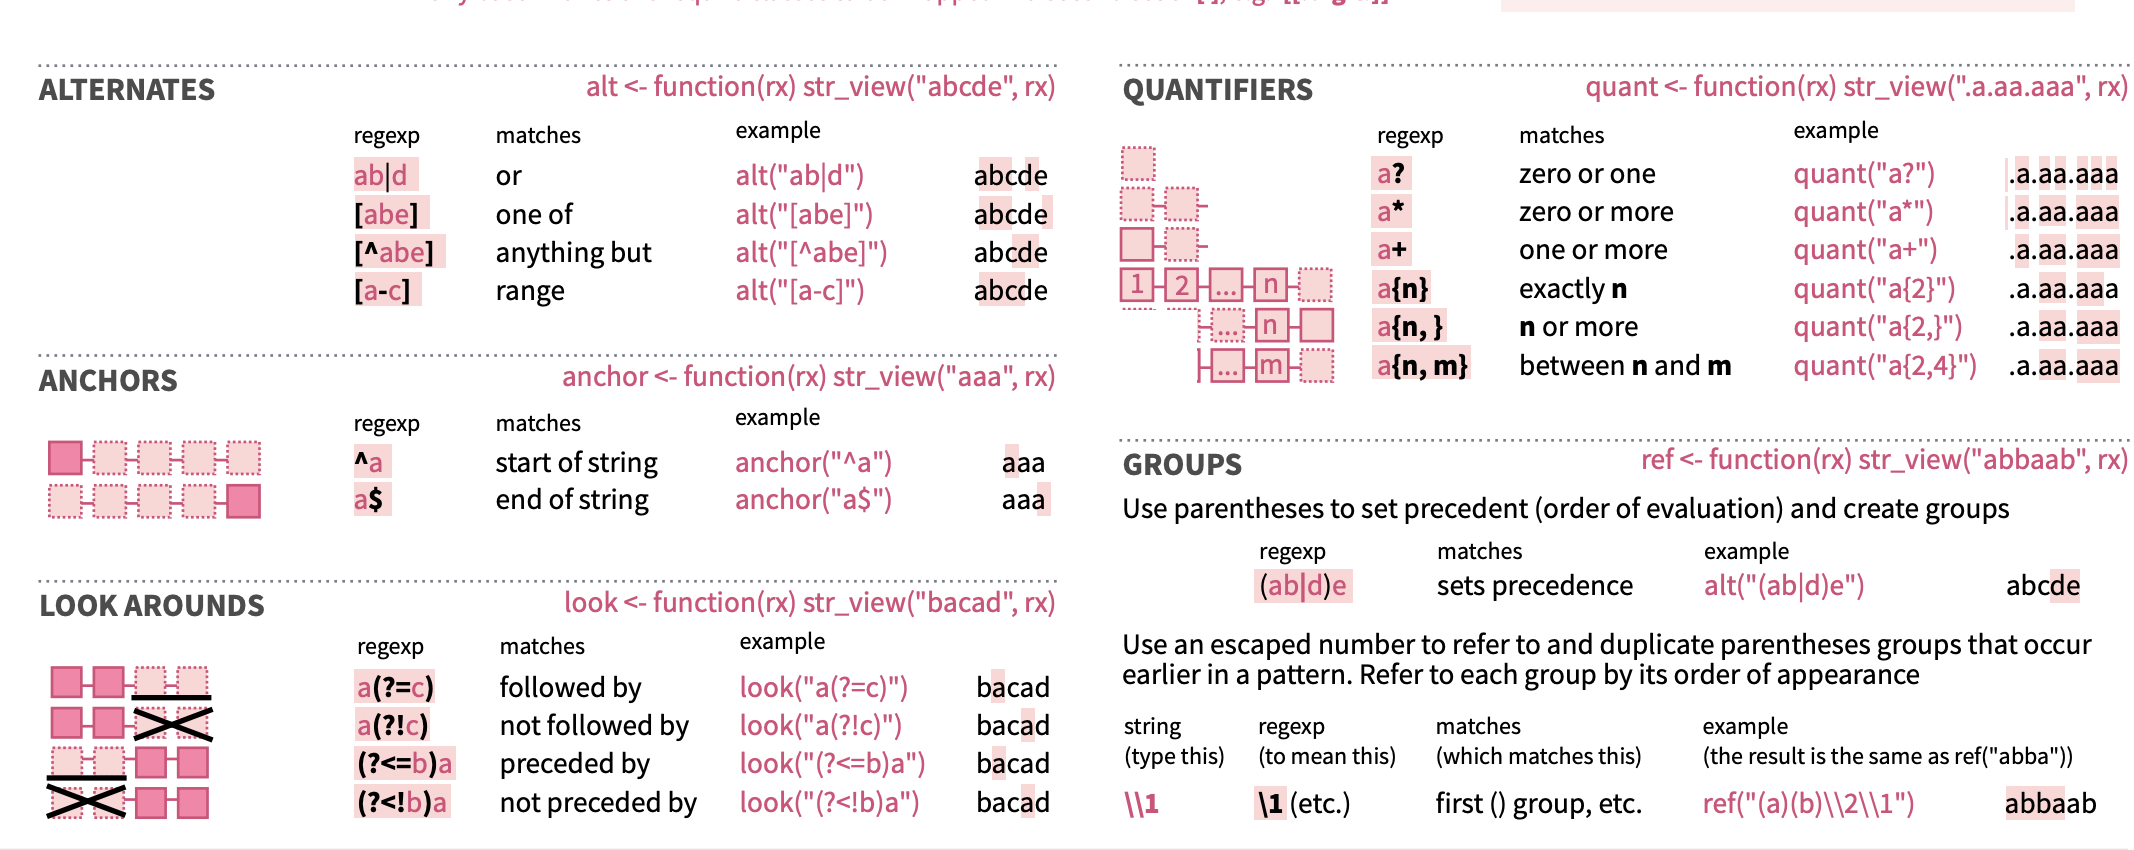 ALTERNATES alt <- function(rx) str_view("abcde", rx)
regexp matches example
ab|d or alt("ab|d") abcde
[abe] one of alt("[abe]") abcde
[^abe] anything but alt("[^abe]") abcde
[a-c] range alt("[a-c]") abcde
ANCHORS anchor <- function(rx) str_view("aaa", rx)
regexp matches example
^a start of string anchor("^a") aaa
a$ end of string anchor("a$") aaa
LOOK AROUNDS look <- function(rx) str_view("bacad", rx)
regexp matches example
a(?=c) followed by look("a(?=c)") bacad
a(?!c) not followed by look("a(?!c)") bacad
(?<=b)a preceded by look("(?<=b)a") bacad
(?<!b)a not preceded by look("(?<!b)a") bacad
QUANTIFIERS quant <- function(rx) str_view(".a.aa.aaa", rx)
regexp matches example
a? zero or one quant("a?") .a.aa.aaa
a* zero or more quant("a*") .a.aa.aaa
a+ one or more quant("a+") .a.aa.aaa
1 2 ... n a{n} exactly n quant("a{2}") .a.aa.aaa
... n a{n, } n or more quant("a{2,}") .a.aa.aaa
... m a{n, m} between n and m quant("a{2,4}") .a.aa.aaa
GROUPS ref <- function(rx) str_view("abbaab", rx)
Use parentheses to set precedent (order of evaluation) and create groups
regexp matches example
(ab|d)e sets precedence alt("(ab|d)e") abcde
Use an escaped number to refer to and duplicate parentheses groups that occur
earlier in a pattern. Refer to each group by its order of appearance
string regexp matches example
(type this) (to mean this) (which matches this) (the result is the same as ref("abba"))
\\1 \1 (etc.) first () group, etc. ref("(a)(b)\\2\\1") abbaab